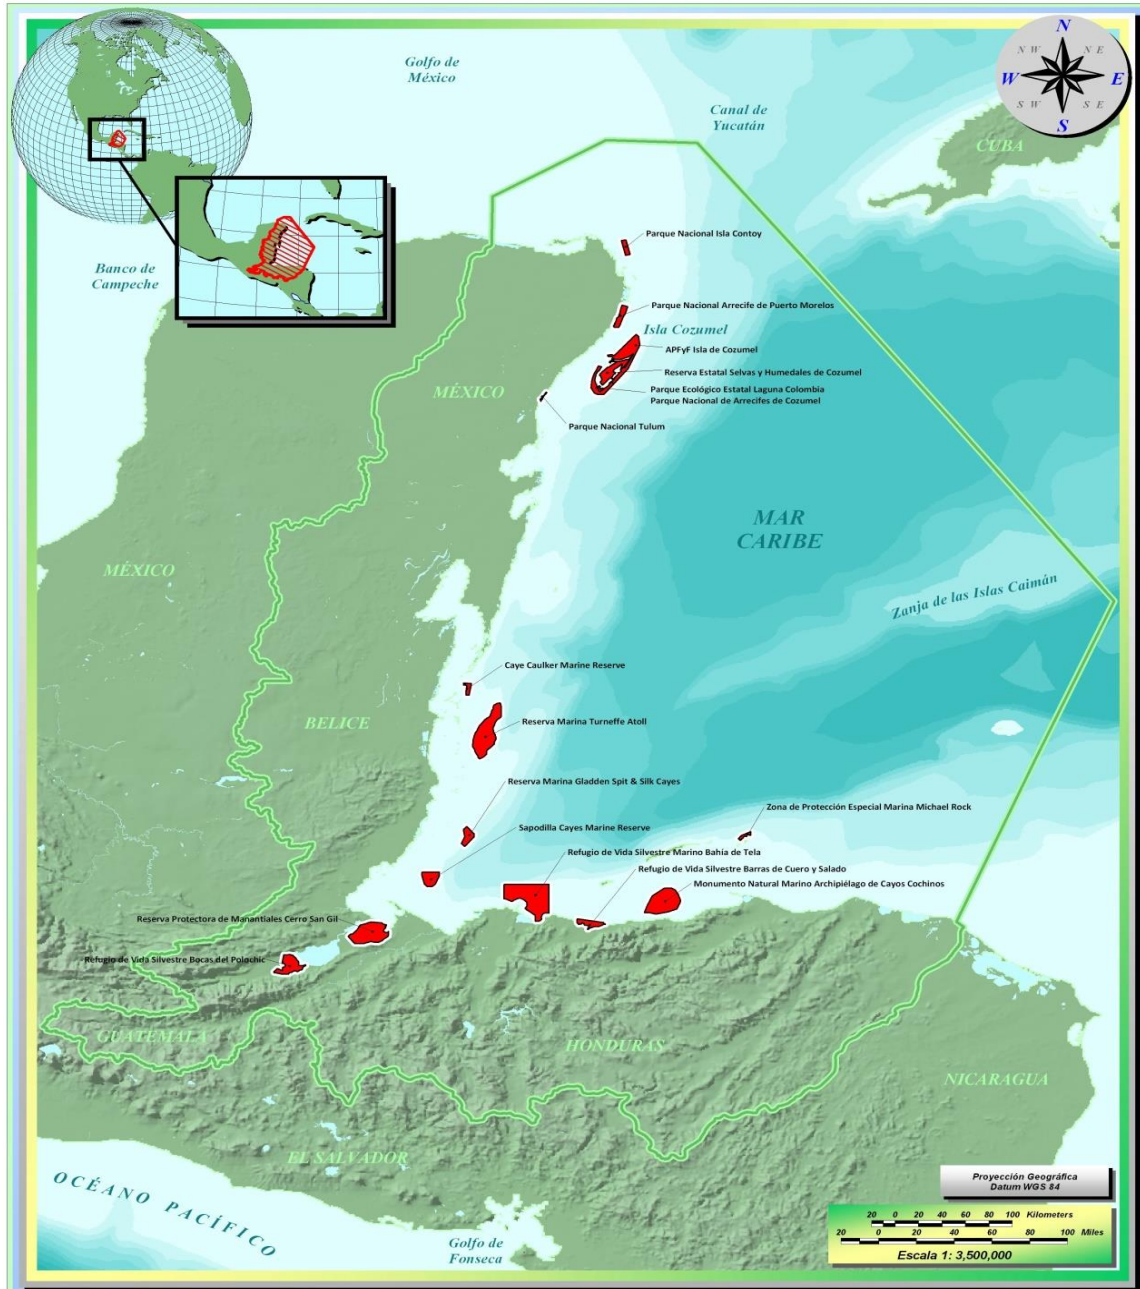 Golfo de
México
Canal de
Yucatán
N
NW
NE
W
E
SW
SE
S
CUBA
Banco de
Campeche
Parque Nacional Isla Contoy
Parque Nacional Arrecife de Puerto Morelos
Isla Cozumel
APFyF Isla de Cozumel
Reserva Estatal Selvas y Humedales de Cozumel
Parque Ecológico Estatal Laguna Colombia
Parque Nacional de Arrecifes de Cozumel
MÉXICO
Parque Nacional Tulum
MAR
CARIBE
MÉXICO
Zanja de las Islas Caimán
Caye Caulker Marine Reserve
BELICE
Reserva Marina Turneffe Atoll
Reserva Marina Gladden Spit & Silk Cayes
Zona de Protección Especial Marina Michael Rock
Sapodilla Cayes Marine Reserve
Refugio de Vida Silvestre Marino Bahía de Tela
Refugio de Vida Silvestre Barras de Cuero y Salado
Monumento Natural Marino Archipiélago de Cayos Cochinos
Reserva Protectora de Manantiales Cerro San Gil
Refugio de Vida Silvestre Bocas del Polochic
GUATEMALA
HONDURAS
NICARAGUA
EL SALVADOR
OCÉANO PACÍFICO
Golfo de
Fonseca
Proyección Geográfica
Datum WGS 84
20 0 20 40 60 80 100 Kilometers
20 0 20 40 60 80 100 Miles
Escala 1: 3,500,000